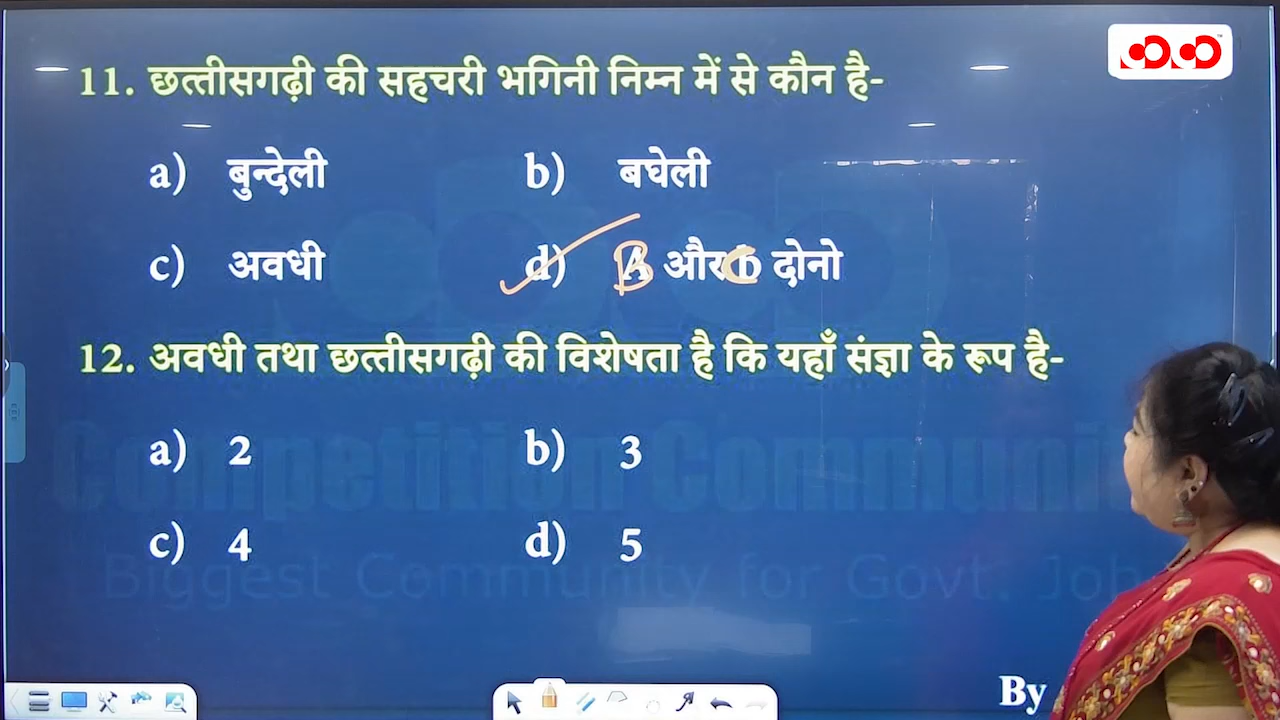 11. छत्तीसगढ़ी की सहचरी भगिनी निम्न में से कौन है-
a) बुन्देली b) बघेली
c) अवधी d) B और C दोनो
12. अवधी तथा छत्तीसगढ़ी की विशेषता है कि यहाँ संज्ञा के रूप है-
a) 2 b) 3
Competition Communit
c) 4 d) 5
Biggest Community for Govt. Job
By